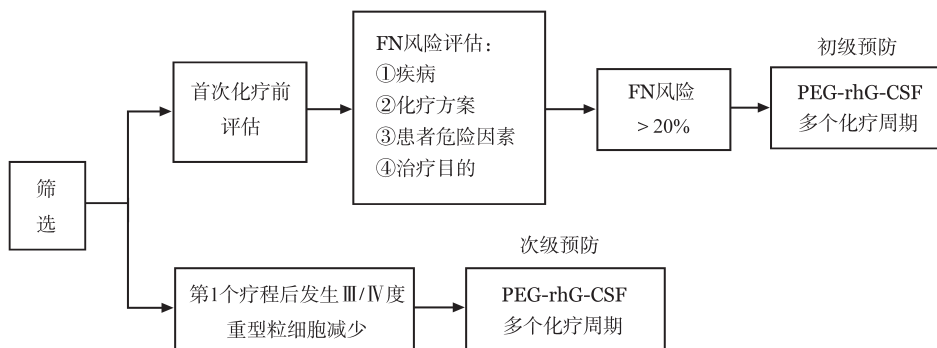 筛
选
首次化疗前
评估
FN风险评估：
①疾病
②化疗方案
③患者危险因素
④治疗目的
FN风险
＞20%
初级预防
PEG-rhG-CSF
多个化疗周期
第1个疗程后发生Ⅲ/Ⅳ度
重型粒细胞减少
次级预防
PEG-rhG-CSF
多个化疗周期